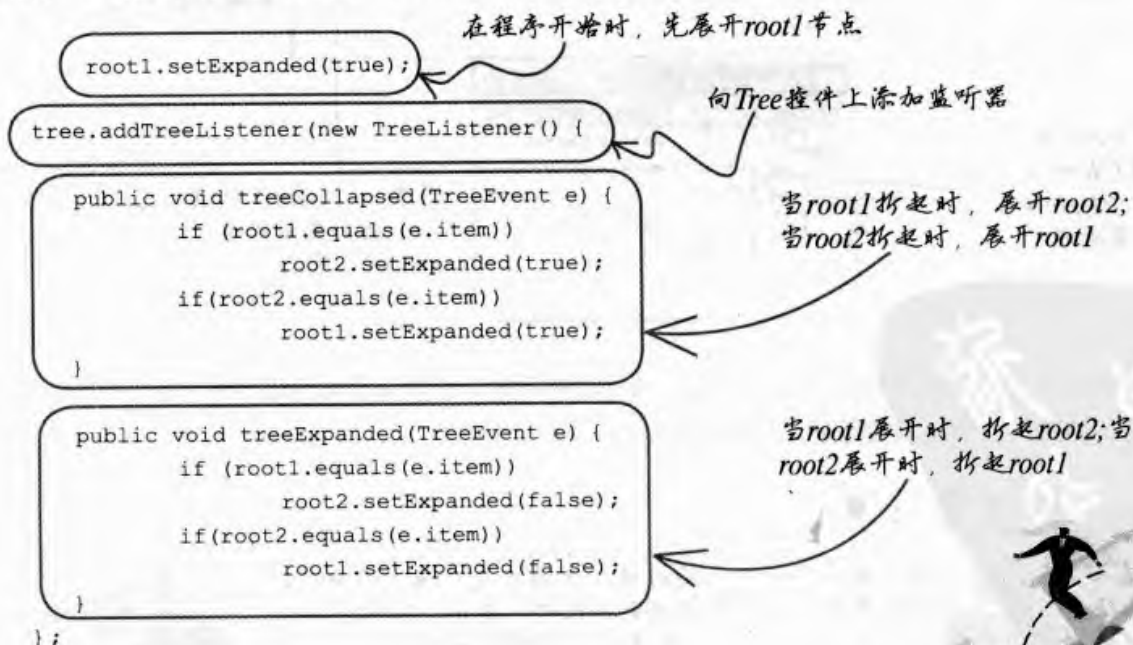 在程序开始时，先展开root1节点
root1.setExpanded(true);
向Tree控件上添加监听器
tree.addTreeListener(new TreeListener() {
public void treeCollapsed(TreeEvent e) {
if (root1.equals(e.item))
root2.setExpanded(true);
if(root2.equals(e.item))
root1.setExpanded(true);
}
当root1折起时，展开root2;
当root2折起时，展开root1
public void treeExpanded(TreeEvent e) {
if (root1.equals(e.item))
root2.setExpanded(false);
if(root2.equals(e.item))
root1.setExpanded(false);
}
当root1展开时，折起root2;当
root2展开时，折起root1
};